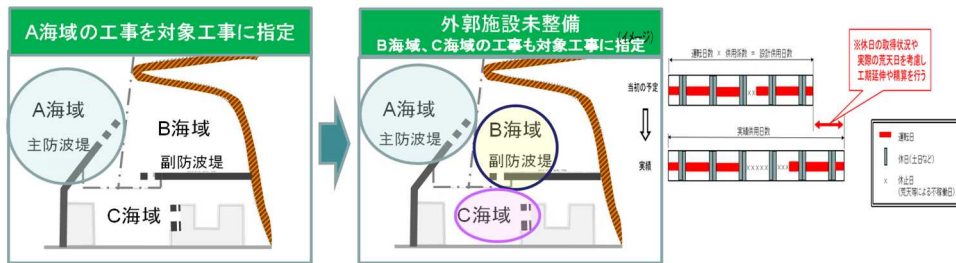 A海域の工事を対象工事に指定
A海域
主防波堤
B海域
副防波堤
C海域
外郭施設未整備
(イメージ)
B海域、C海域の工事も対象工事に指定
A海域
主防波堤
B海域
副防波堤
C海域
運転日数 × 供用係数 = 設計供用日数
当初の予定
××
実績供用日数
実績
××××× ×××
※休日の取得状況や
実際の荒天日を考慮し
工期延伸や精算を行う
運転日
休日(土日など)
× 休止日
(荒天等による不稼働日)